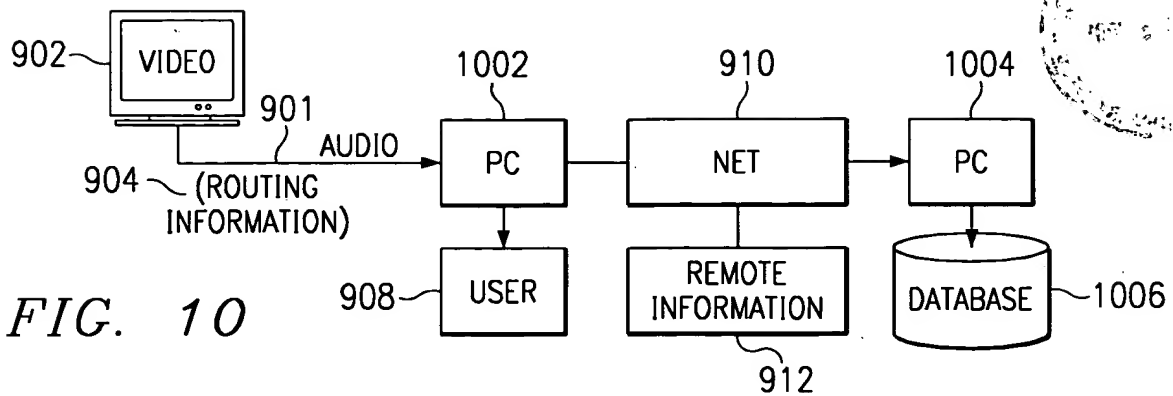 902
VIDEO
901
AUDIO
904
(ROUTING
INFORMATION)
1002
PC
910
NET
1004
PC
908
USER
REMOTE
INFORMATION
912
DATABASE
1006
FIG. 10